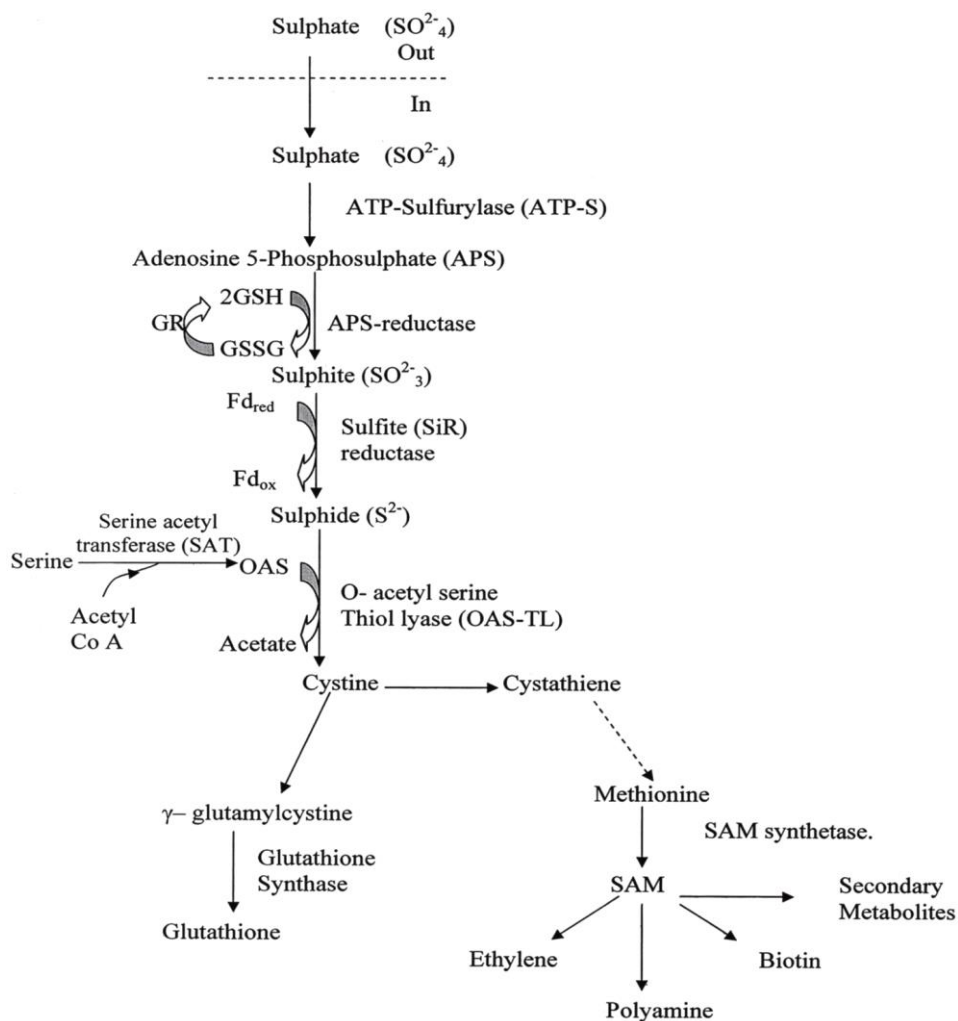 Sulphate (SO²⁻₄)
Out
In
Sulphate (SO²⁻₄)
ATP-Sulfurylase (ATP-S)
Adenosine 5-Phosphosulphate (APS)
2GSH
GR
APS-reductase
GSSG
Sulphite (SO²⁻₃)
Fd_red
Sulfite (SiR)
reductase
Fd_ox
Sulphide (S²⁻)
Serine acetyl
transferase (SAT)
Serine
OAS
O- acetyl serine
Thiol lyase (OAS-TL)
Acetyl
Co A
Acetate
Cystine
Cystathiene
γ– glutamylcystine
Methionine
SAM synthetase.
Glutathione
Synthase
SAM
Secondary
Metabolites
Glutathione
Ethylene
Biotin
Polyamine